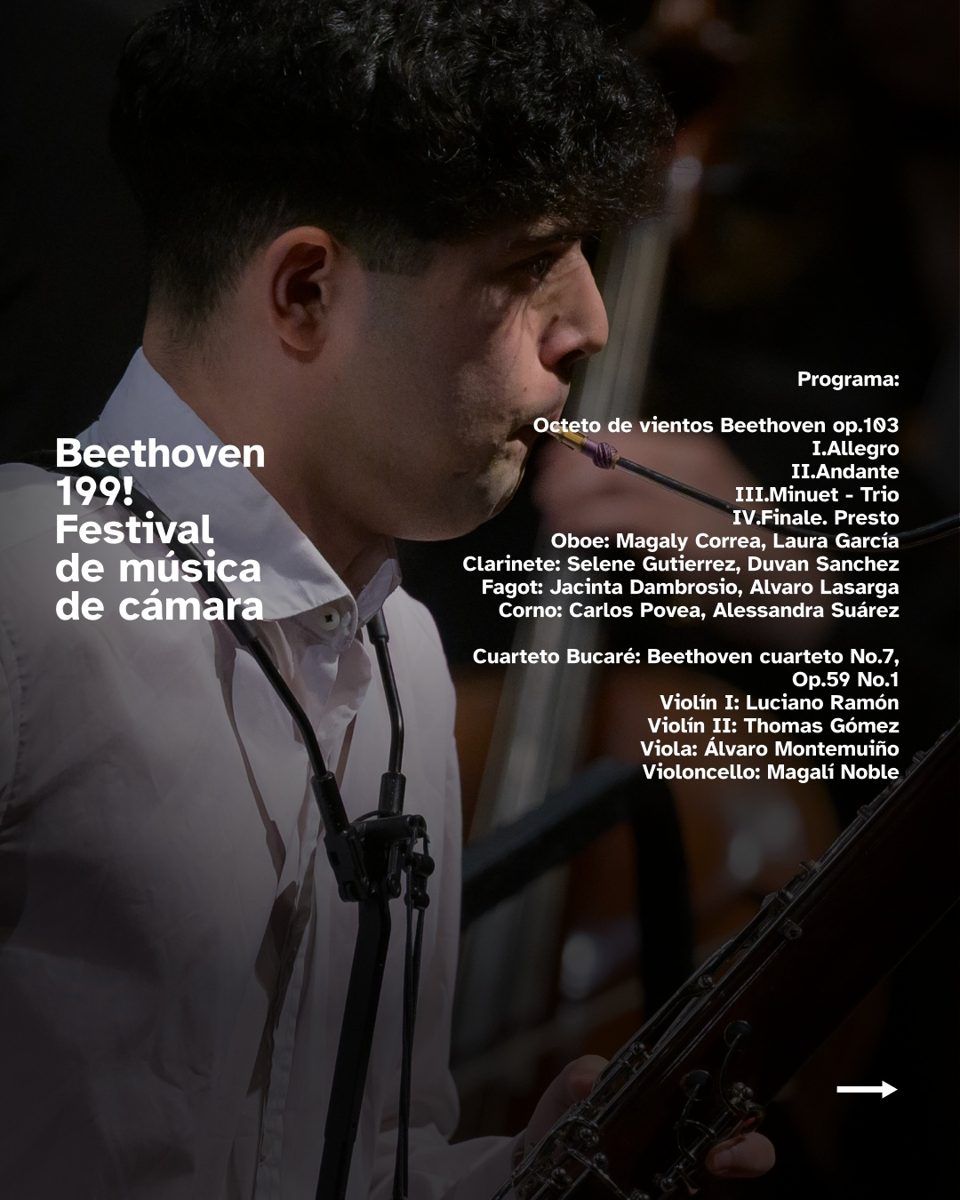 Beethoven
199!
Festival
de música
de cámara
Programa:
Octeto de vientos Beethoven op.103
I.Allegro
II.Andante
III.Minuet - Trio
IV.Finale. Presto
Oboe: Magaly Correa, Laura García
Clarinete: Selene Gutierrez, Duvan Sanchez
Fagot: Jacinta Dambrosio, Alvaro Lasarga
Corno: Carlos Povea, Alessandra Suárez
Cuarteto Bucaré: Beethoven cuarteto No.7,
Op.59 No.1
Violín I: Luciano Ramón
Violín II: Thomas Gómez
Viola: Álvaro Montemuiño
Violoncello: Magalí Noble